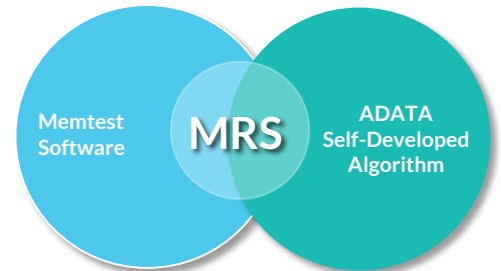 Memtest
Software
MRS
ADATA
Self-Developed
Algorithm